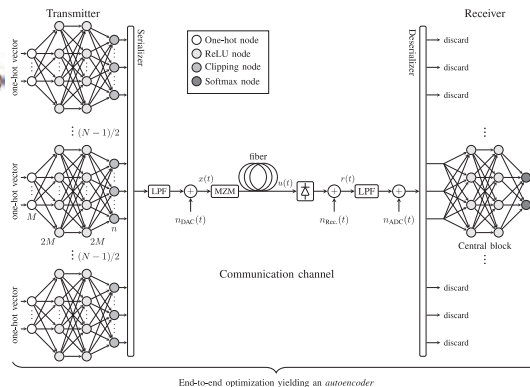 Transmitter
Receiver
one-hot vector
Serializer
One-hot node
ReLU node
Clipping node
Softmax node
Deserializer
discard
discard
discard
⋮ (N − 1)/2
one-hot vector
M
2M
2M
n
LPF
+
n_DAC(t)
x(t)
MZM
fiber
u(t)
+
n_Rec.(t)
r(t)
LPF
+
n_ADC(t)
Central block
⋮ (N − 1)/2
one-hot vector
Communication channel
discard
discard
discard
End-to-end optimization yielding an autoencoder